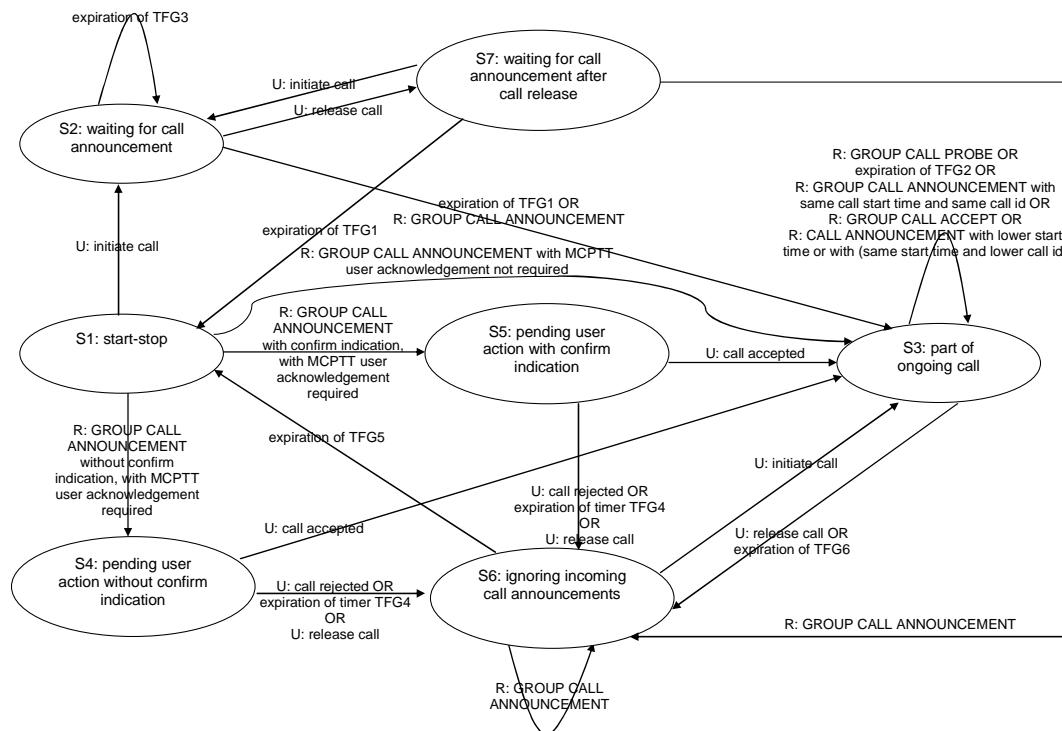 expiration of TFG3
S7: waiting for call
announcement after
call release
U: initiate call
U: release call
S2: waiting for call
announcement
R: GROUP CALL PROBE OR
expiration of TFG2 OR
R: GROUP CALL ANNOUNCEMENT with
same call start time and same call id OR
R: GROUP CALL ACCEPT OR
R: CALL ANNOUNCEMENT with lower start
time or with (same start time and lower call id
expiration of TFG1 OR
R: GROUP CALL ANNOUNCEMENT
U: initiate call
expiration of TFG1
R: GROUP CALL ANNOUNCEMENT with MCPTT
user acknowledgement not required
S1: start-stop
R: GROUP CALL
ANNOUNCEMENT
with confirm indication,
with MCPTT user
acknowledgement
required
S5: pending user
action with confirm
indication
U: call accepted
S3: part of
ongoing call
R: GROUP CALL
ANNOUNCEMENT
without confirm
indication, with MCPTT
user acknowledgement
required
expiration of TFG5
U: initiate call
U: call rejected OR
expiration of timer TFG4
OR
U: release call
U: call accepted
U: release call OR
expiration of TFG6
S4: pending user
action without confirm
indication
U: call rejected OR
expiration of timer TFG4
OR
U: release call
S6: ignoring incoming
call announcements
R: GROUP CALL ANNOUNCEMENT
R: GROUP CALL
ANNOUNCEMENT